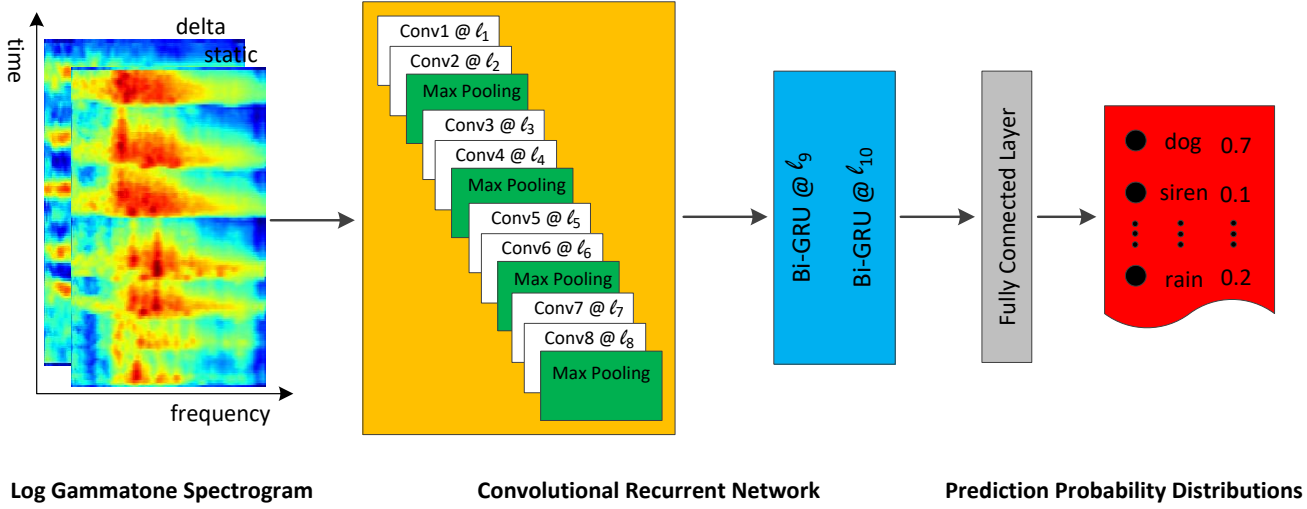 time
delta
static
frequency
Conv1 @ ℓ1
Conv2 @ ℓ2
Max Pooling
Conv3 @ ℓ3
Conv4 @ ℓ4
Max Pooling
Conv5 @ ℓ5
Conv6 @ ℓ6
Max Pooling
Conv7 @ ℓ7
Conv8 @ ℓ8
Max Pooling
Bi-GRU @ ℓ9
Bi-GRU @ ℓ10
Fully Connected Layer
dog 0.7
siren 0.1
rain 0.2
Log Gammatone Spectrogram
Convolutional Recurrent Network
Prediction Probability Distributions